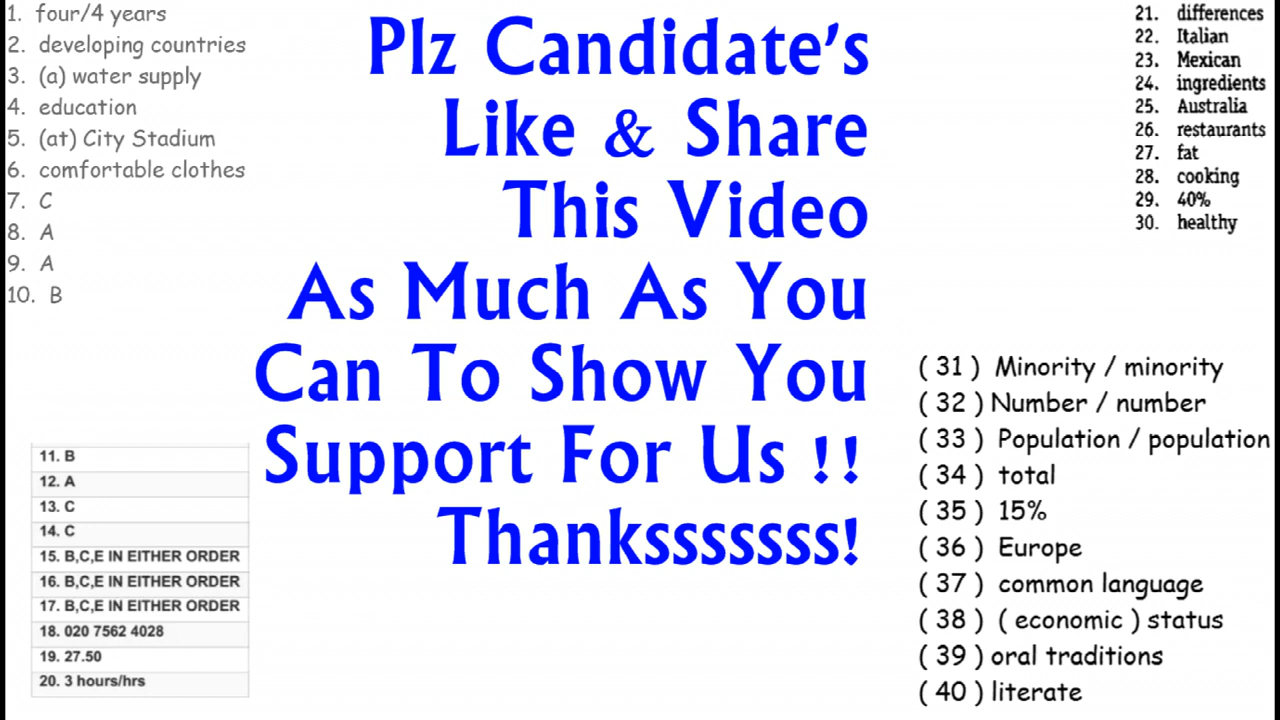 1. four/4 years
2. developing countries
3. (a) water supply
4. education
5. (at) City Stadium
6. comfortable clothes
7. C
8. A
9. A
10. B
11. B
12. A
13. C
14. C
15. B,C,E IN EITHER ORDER
16. B,C,E IN EITHER ORDER
17. B,C,E IN EITHER ORDER
18. 020 7562 4028
19. 27.50
20. 3 hours/hrs
Plz Candidate's
Like & Share
This Video
As Much As You
Can To Show You
Support For Us !!
Thanksssssss!
21. differences
22. Italian
23. Mexican
24. ingredients
25. Australia
26. restaurants
27. fat
28. cooking
29. 40%
30. healthy
( 31 ) Minority / minority
( 32 ) Number / number
( 33 ) Population / population
( 34 ) total
( 35 ) 15%
( 36 ) Europe
( 37 ) common language
( 38 ) ( economic ) status
( 39 ) oral traditions
( 40 ) literate